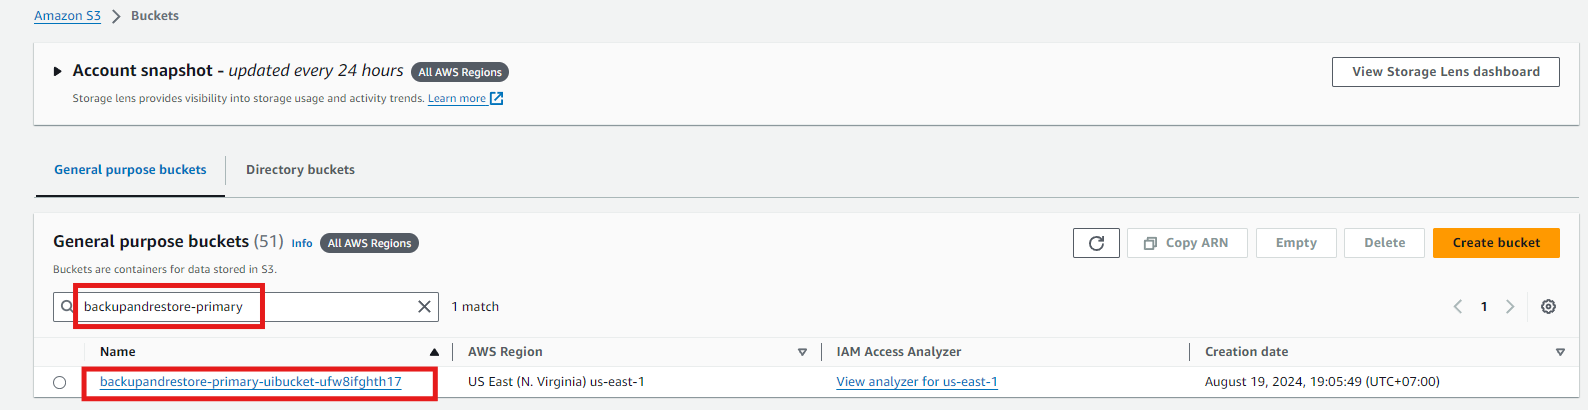 Amazon S3 > Buckets
Account snapshot - updated every 24 hours All AWS Regions
View Storage Lens dashboard
Storage lens provides visibility into storage usage and activity trends. Learn more
General purpose buckets Directory buckets
General purpose buckets (51) Info All AWS Regions
Copy ARN Empty Delete Create bucket
Buckets are containers for data stored in S3.
backupandrestore-primary 1 match
1
Name AWS Region IAM Access Analyzer Creation date
backupandrestore-primary-uibucket-ufw8ifghth17 US East (N. Virginia) us-east-1 View analyzer for us-east-1 August 19, 2024, 19:05:49 (UTC+07:00)